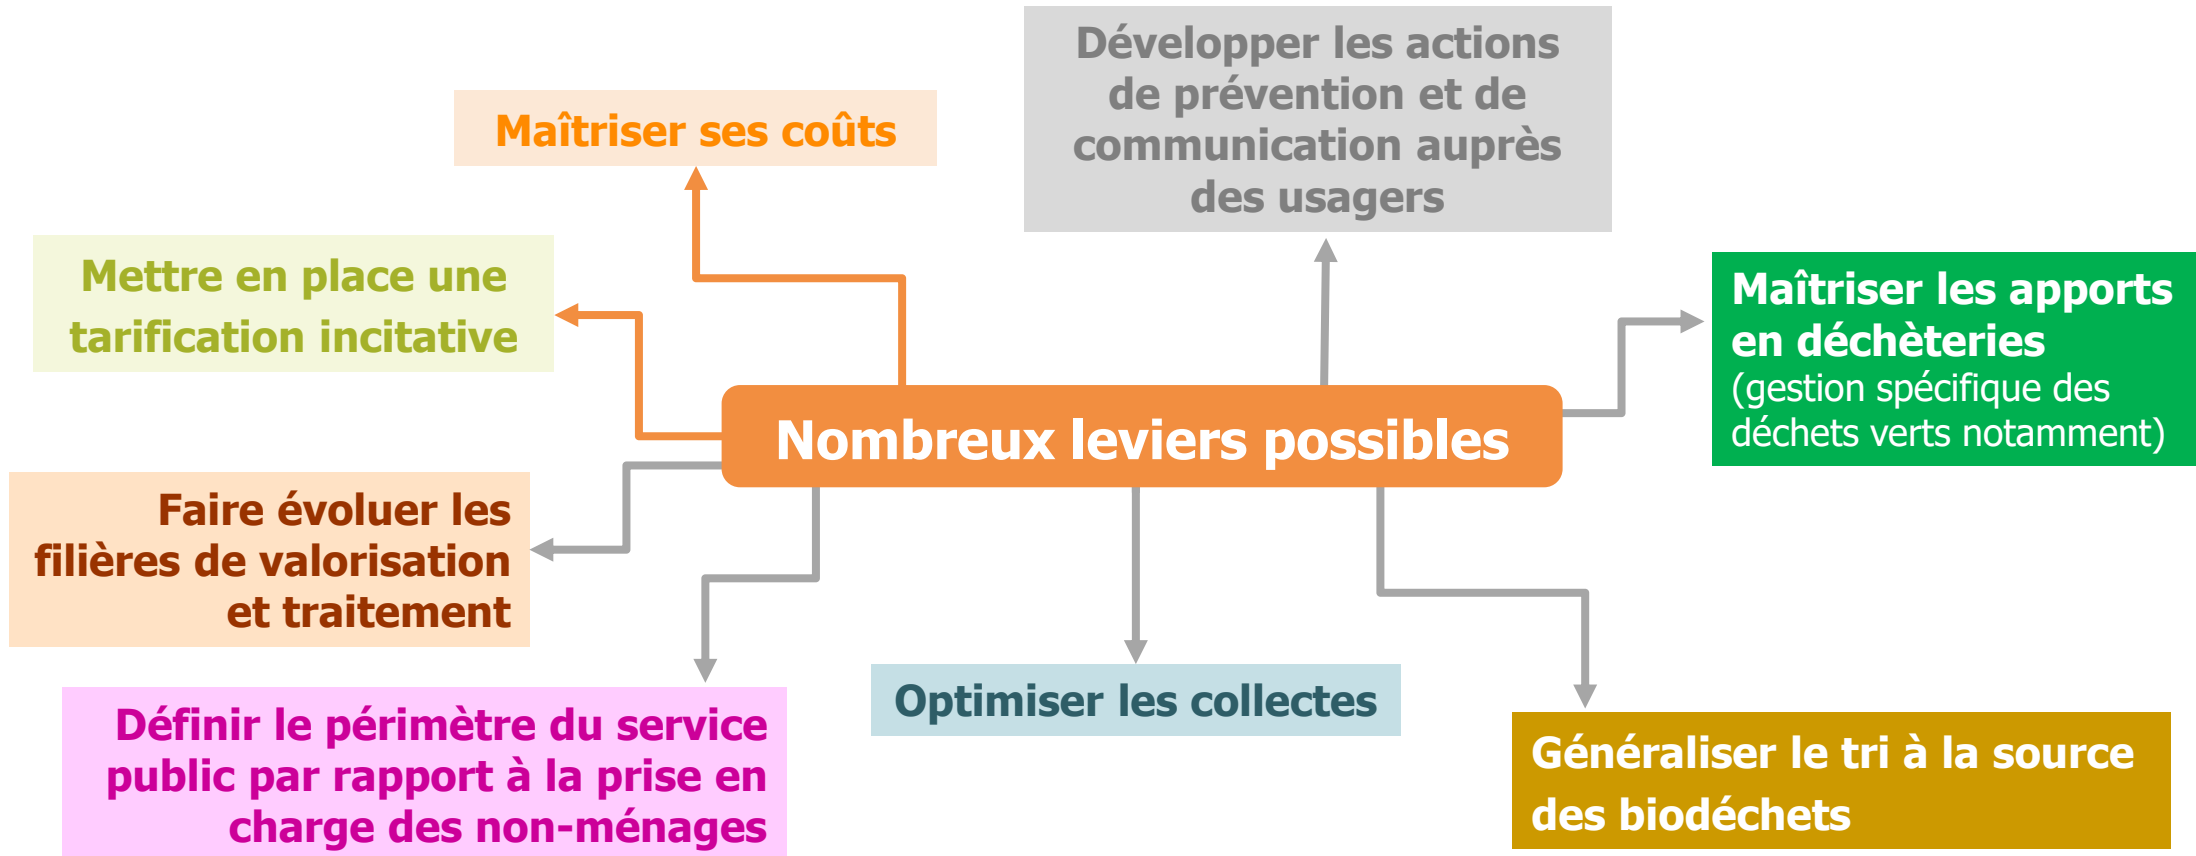 Développer les actions
de prévention et de
communication auprès
des usagers
Maîtriser ses coûts
Mettre en place une
tarification incitative
Maîtriser les apports
en déchèteries
(gestion spécifique des
déchets verts notamment)
Nombreux leviers possibles
Faire évoluer les
filières de valorisation
et traitement
Définir le périmètre du service
public par rapport à la prise en
charge des non-ménages
Optimiser les collectes
Généraliser le tri à la source
des biodéchets